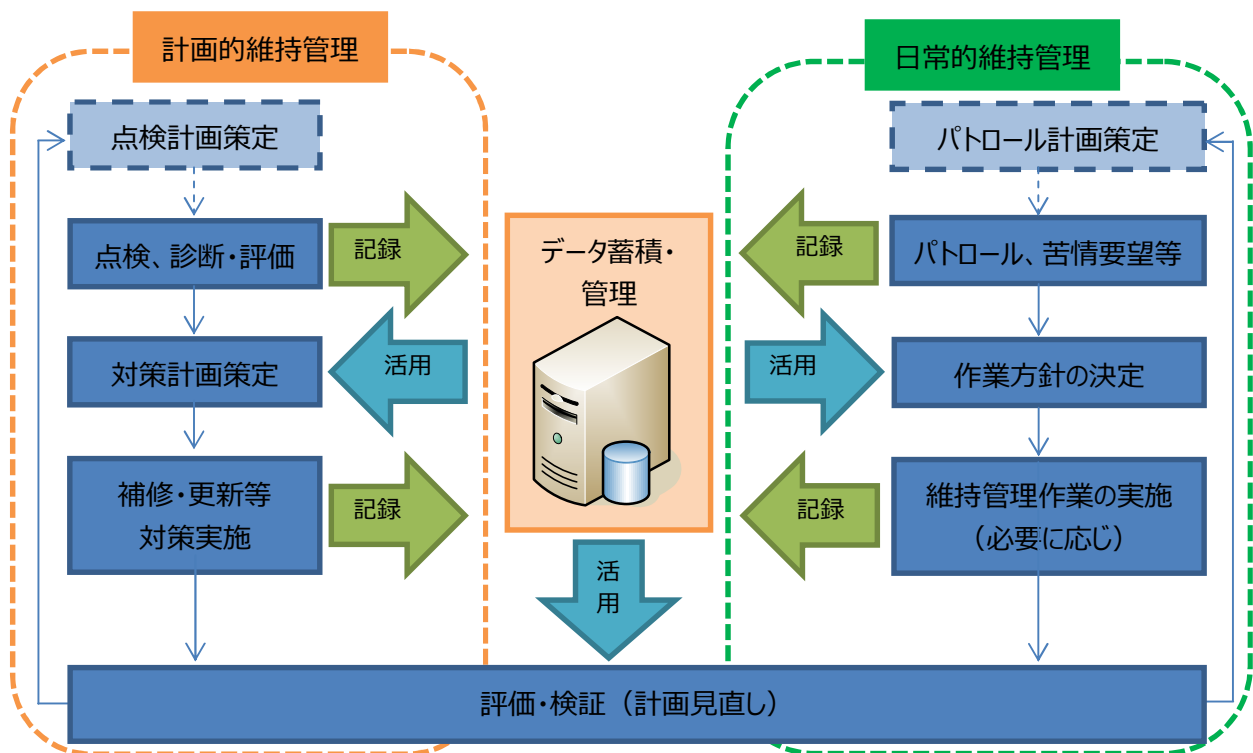 計画的維持管理
点検計画策定
点検、診断・評価
記録
対策計画策定
活用
補修・更新等
対策実施
記録
データ蓄積・
管理
活
用
日常的維持管理
パトロール計画策定
記録
パトロール、苦情要望等
活用
作業方針の決定
記録
維持管理作業の実施
（必要に応じ）
評価・検証（計画見直し）